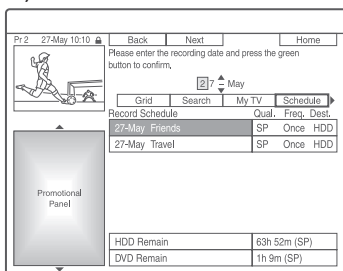 Pr 2 27-May 10:10
Back Next Home
Please enter the recording date and press the green
button to confirm.
27 May
Grid Search My TV Schedule
Record Schedule Qual. Freq. Dest.
27-May Friends SP Once HDD
27-May Travel SP Once HDD
Promotional
Panel
HDD Remain 63h 52m (SP)
DVD Remain 1h 9m (SP)